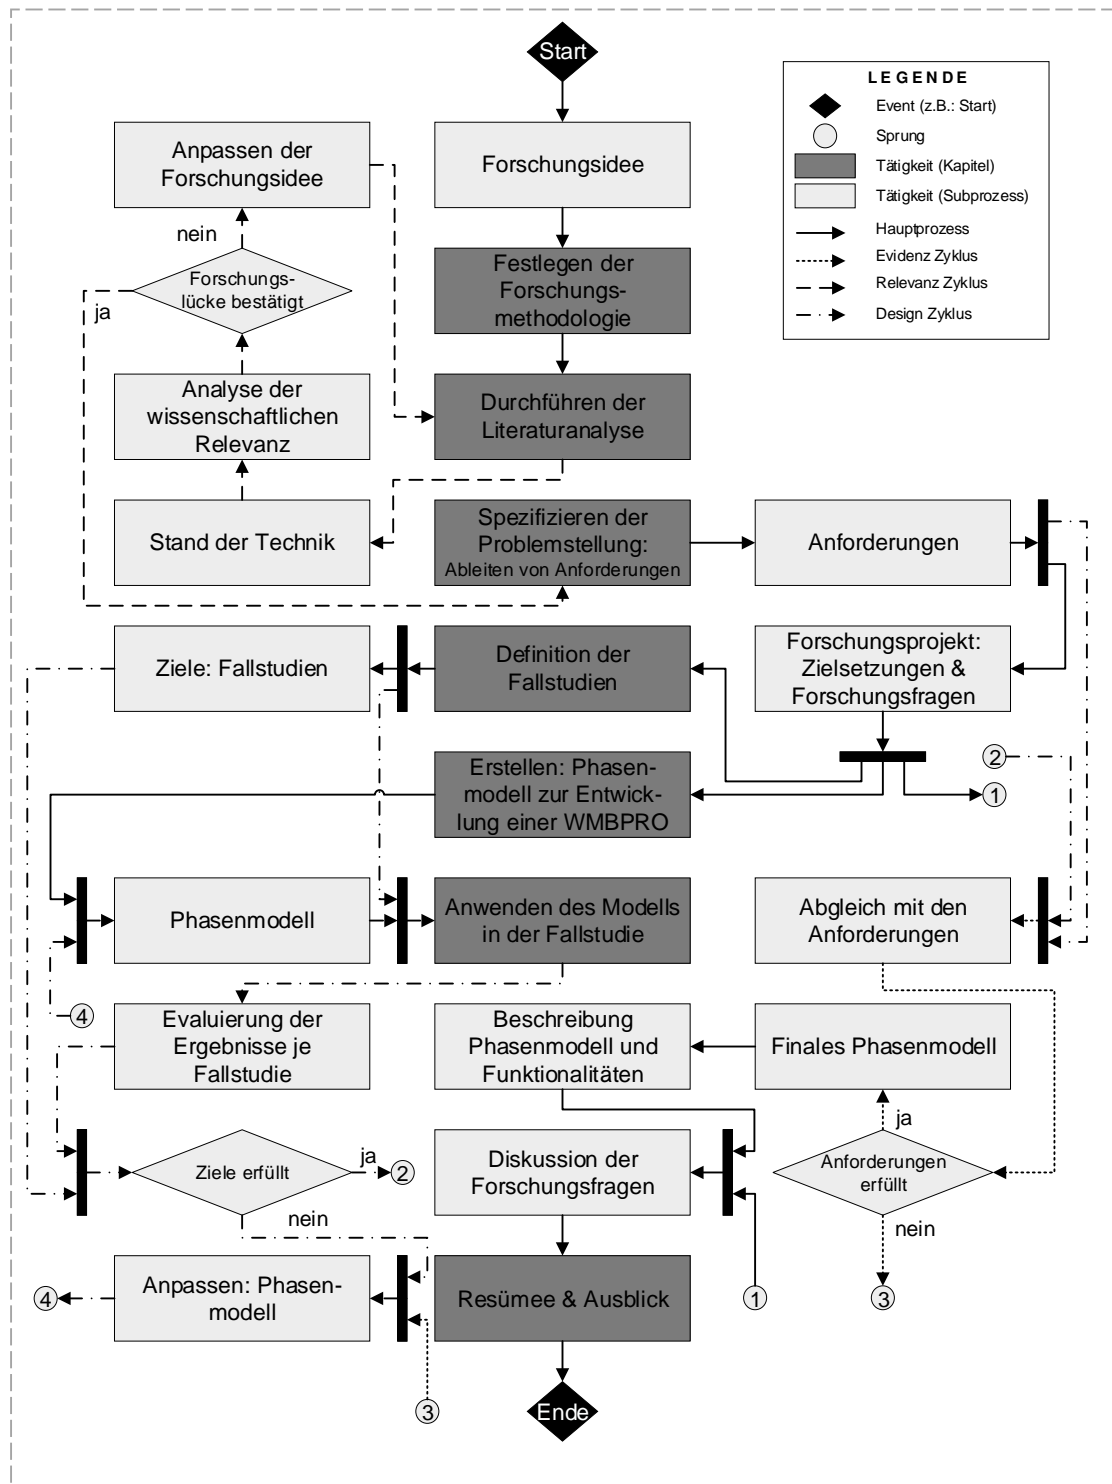 Start
LEGENDE
Event (z.B.: Start)
Sprung
Tätigkeit (Kapitel)
Tätigkeit (Subprozess)
Hauptprozess
Evidenz Zyklus
Relevanz Zyklus
Design Zyklus
Anpassen der
Forschungsidee
Forschungsidee
nein
Forschungs-
lücke bestätigt
ja
Festlegen der
Forschungs-
methodologie
Analyse der
wissenschaftlichen
Relevanz
Durchführen der
Literaturanalyse
Stand der Technik
Spezifizieren der
Problemstellung:
Ableiten von Anforderungen
Anforderungen
Ziele: Fallstudien
Definition der
Fallstudien
Forschungsprojekt:
Zielsetzungen &
Forschungsfragen
2
1
Erstellen: Phasen-
modell zur Entwick-
lung einer WMBPRO
Phasenmodell
Anwenden des Modells
in der Fallstudie
Abgleich mit den
Anforderungen
4
Evaluierung der
Ergebnisse je
Fallstudie
Beschreibung
Phasenmodell und
Funktionalitäten
Finales Phasenmodell
ja
Ziele erfüllt
ja
2
nein
Diskussion der
Forschungsfragen
Anforderungen
erfüllt
nein
4
Anpassen: Phasen-
modell
Resümee & Ausblick
1
3
3
Ende